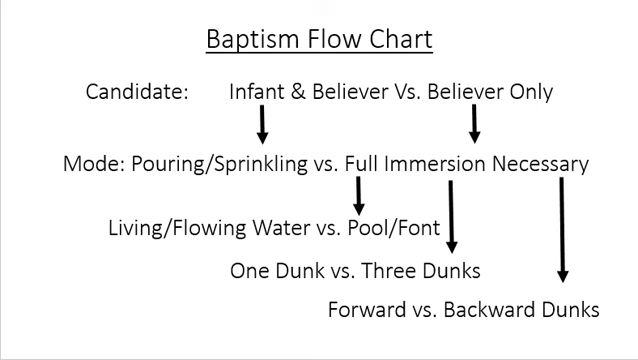 Baptism Flow Chart
Candidate: Infant & Believer Vs. Believer Only
Mode: Pouring/Sprinkling vs. Full Immersion Necessary
Living/Flowing Water vs. Pool/Font
One Dunk vs. Three Dunks
Forward vs. Backward Dunks